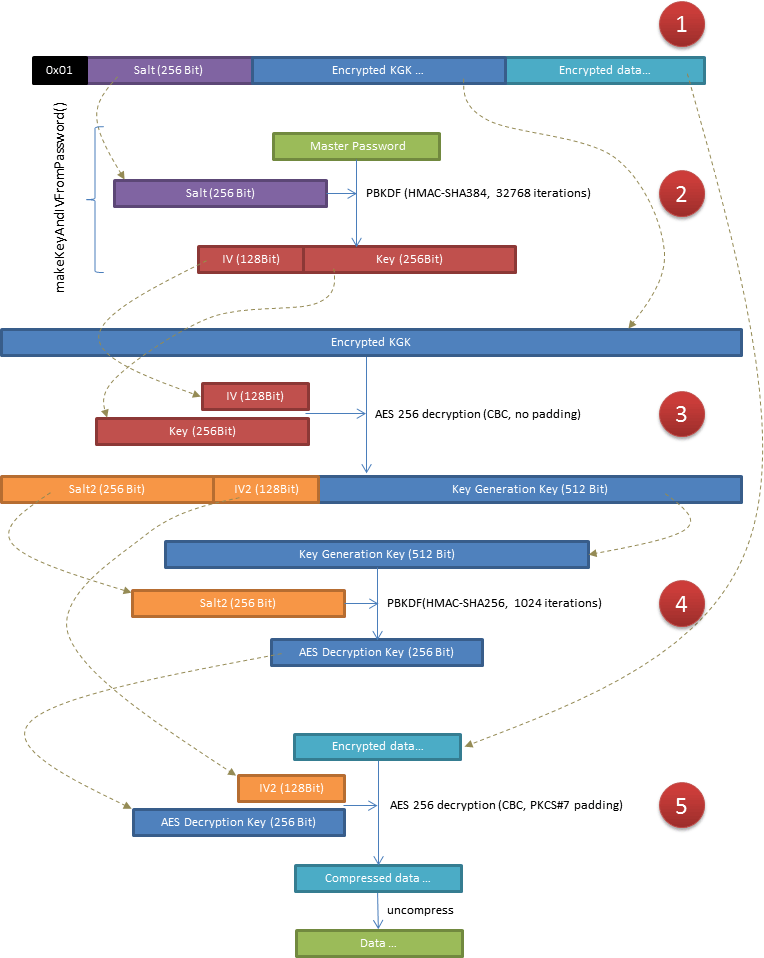 1
0x01
Salt (256 Bit)
Encrypted KGK ...
Encrypted data...
makeKeyAndIVFromPassword()
Master Password
2
Salt (256 Bit)
PBKDF (HMAC-SHA384, 32768 iterations)
IV (128Bit)
Key (256Bit)
Encrypted KGK
3
IV (128Bit)
AES 256 decryption (CBC, no padding)
Key (256Bit)
Salt2 (256 Bit)
IV2 (128Bit)
Key Generation Key (512 Bit)
Key Generation Key (512 Bit)
4
Salt2 (256 Bit)
PBKDF(HMAC-SHA256, 1024 iterations)
AES Decryption Key (256 Bit)
Encrypted data...
IV2 (128Bit)
5
AES 256 decryption (CBC, PKCS#7 padding)
AES Decryption Key (256 Bit)
Compressed data ...
uncompress
Data ...